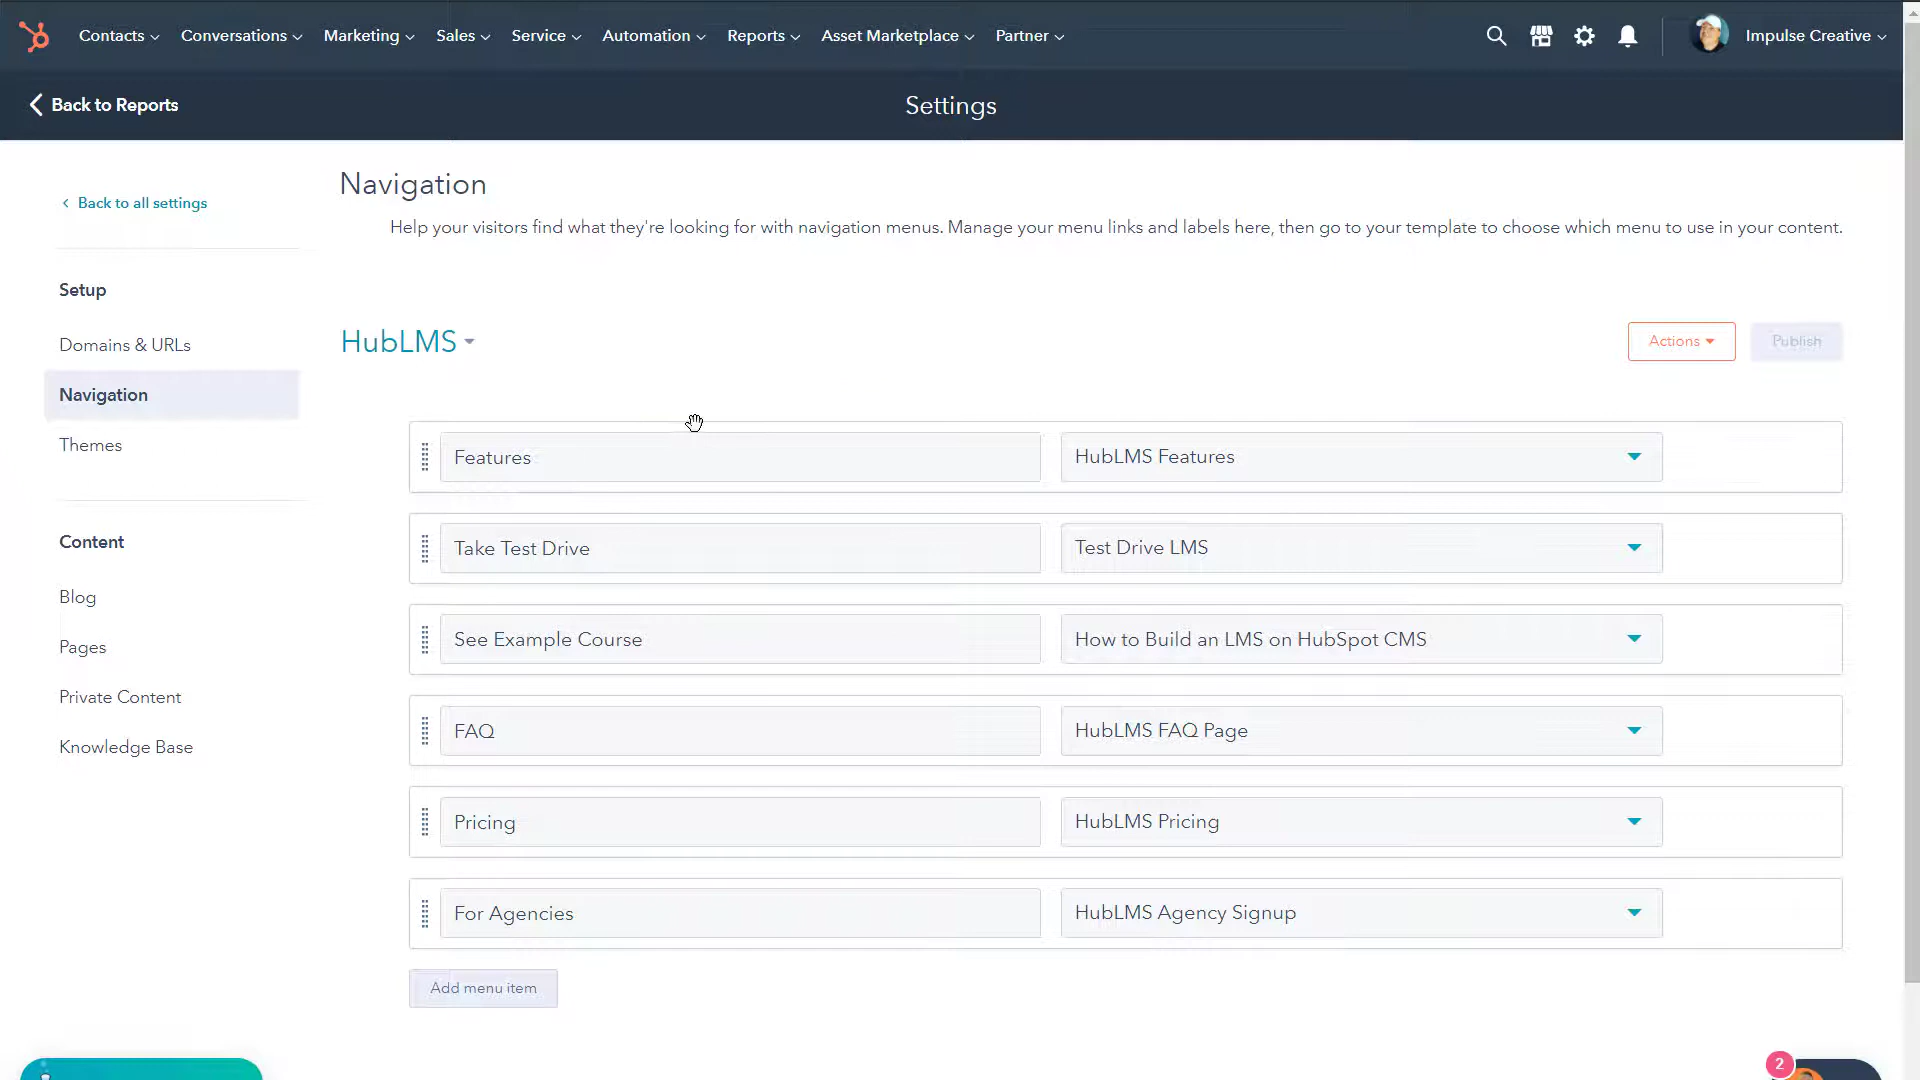 Contacts Conversations Marketing Sales Service Automation Reports Asset Marketplace Partner Impulse Creative
Back to Reports
Settings
Back to all settings
Setup
Domains & URLs
Navigation
Themes
Content
Blog
Pages
Private Content
Knowledge Base
Navigation
Help your visitors find what they're looking for with navigation menus. Manage your menu links and labels here, then go to your template to choose which menu to use in your content.
HubLMS
Actions
Publish
Features HubLMS Features
Take Test Drive Test Drive LMS
See Example Course How to Build an LMS on HubSpot CMS
FAQ HubLMS FAQ Page
Pricing HubLMS Pricing
For Agencies HubLMS Agency Signup
Add menu item
2